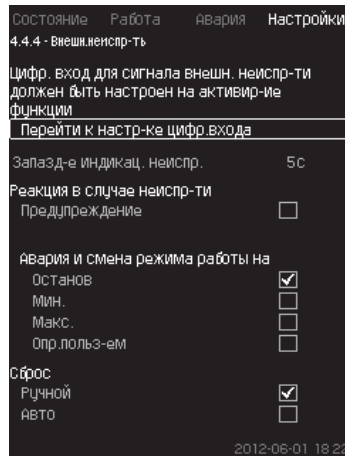 Состояние Работа Авария Настройки
4.4.4 - Внешн.неиспр-ть
Цифр. вход для сигнала внешн. неиспр-ти
должен быть настроен на активир-ие
функции
Перейти к настр-ке цифр.входа
Запазд-е индикац. неиспр. 5с
Реакция в случае неиспр-ти
Предупреждение
Авария и смена режима работы на
Останов
Мин.
Макс.
Опр.польз-ем
Сброс
Ручной
Авто
2012-06-01 18:22